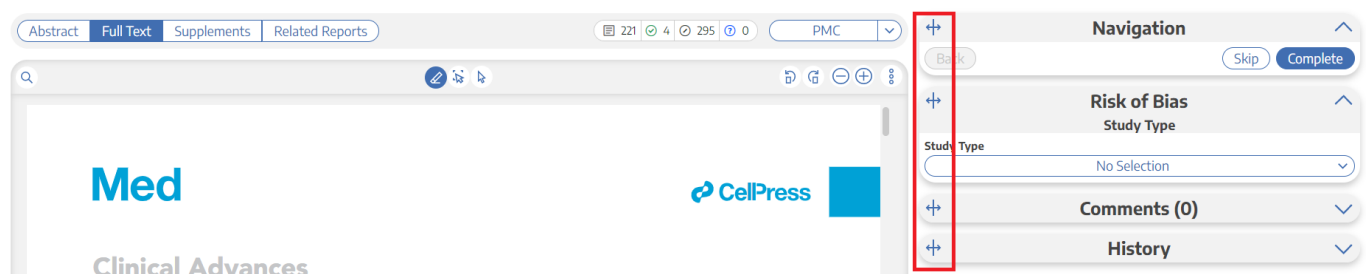 Abstract Full Text Supplements Related Reports 221 4 295 0 PMC
Med
CellPress
Clinical Advances
Navigation
Back Skip Complete
Risk of Bias
Study Type
Study Type
No Selection
Comments (0)
History